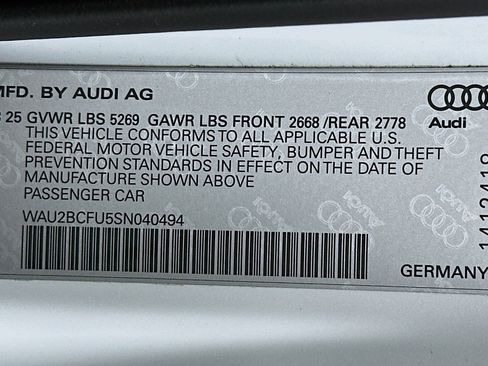 MFD. BY AUDI AG
25 GVWR LBS 5269 GAWR LBS FRONT 2668 /REAR 2778
THIS VEHICLE CONFORMS TO ALL APPLICABLE U.S.
FEDERAL MOTOR VEHICLE SAFETY, BUMPER AND THEFT
PREVENTION STANDARDS IN EFFECT ON THE DATE OF
MANUFACTURE SHOWN ABOVE
PASSENGER CAR
WAU2BCFU5SN040494
Audi
GERMANY